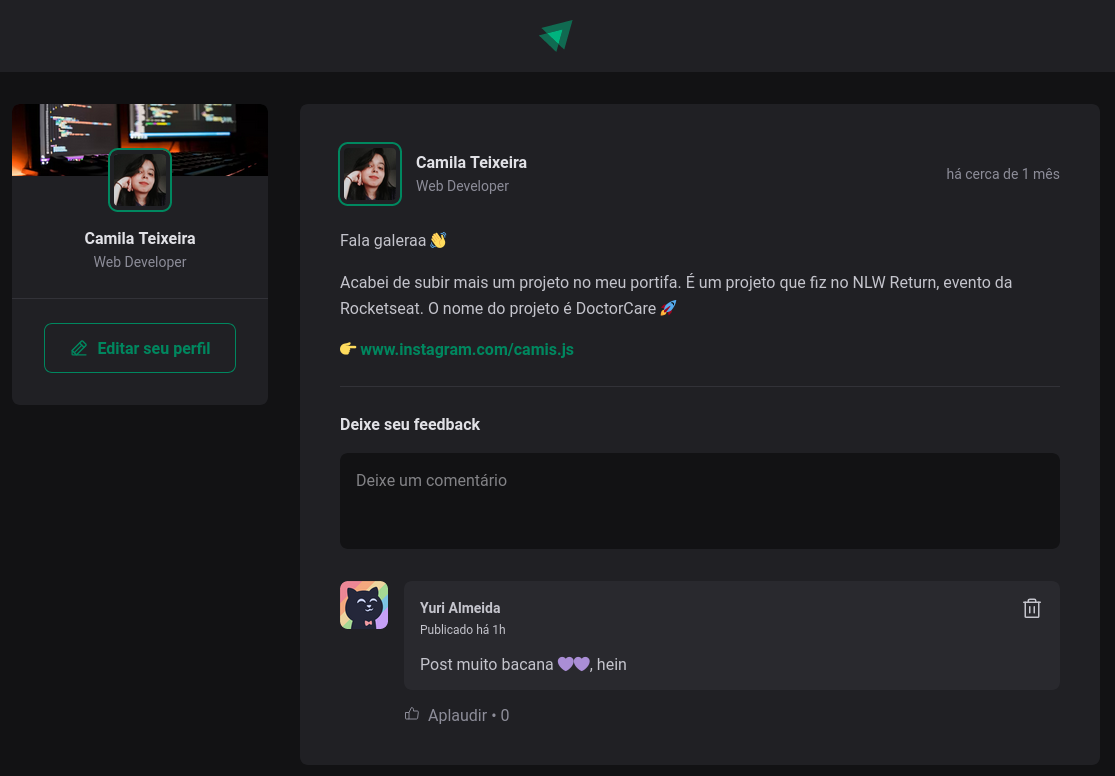 Camila Teixeira
Web Developer
Editar seu perfil
Camila Teixeira
Web Developer
há cerca de 1 mês
Fala galeraa 👋
Acabei de subir mais um projeto no meu portifa. É um projeto que fiz no NLW Return, evento da
Rocketseat. O nome do projeto é DoctorCare 🚀
👉 www.instagram.com/camis.js
Deixe seu feedback
Deixe um comentário
Yuri Almeida
Publicado há 1h
Post muito bacana 💜💜, hein
Aplaudir • 0